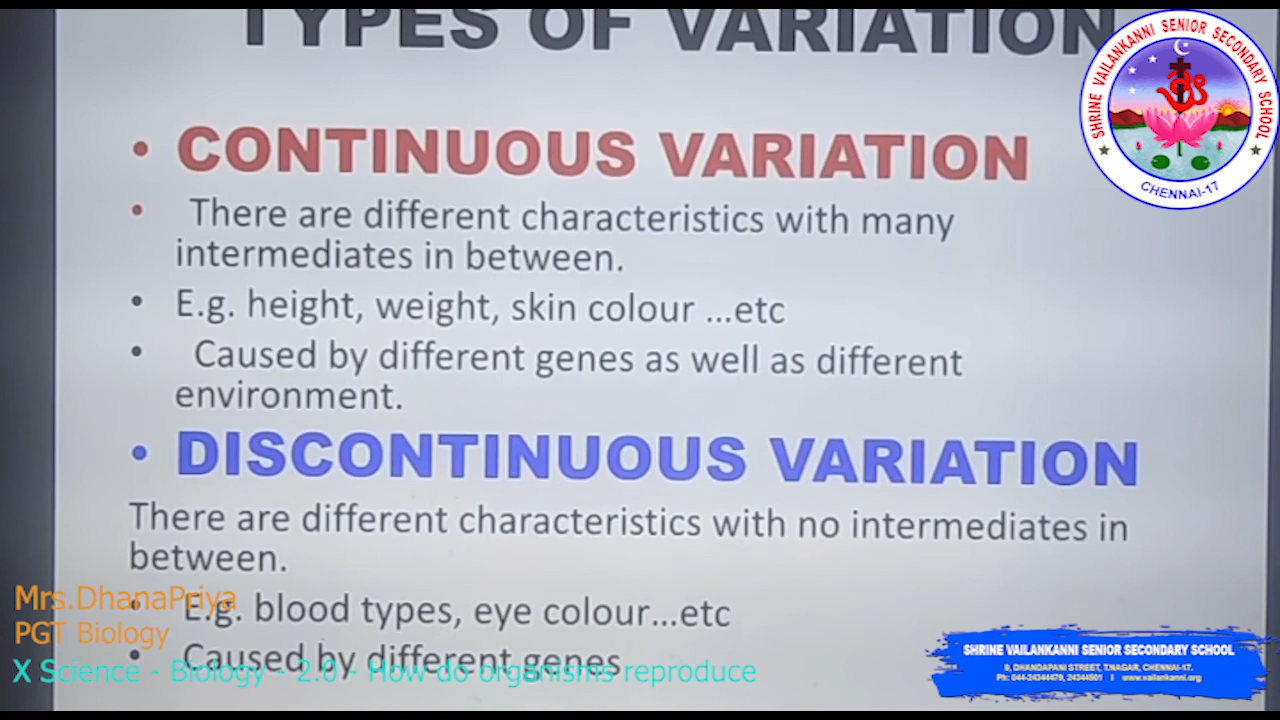 TYPES OF VARIATION
• CONTINUOUS VARIATION
• There are different characteristics with many
intermediates in between.
• E.g. height, weight, skin colour ...etc
• Caused by different genes as well as different
environment.
• DISCONTINUOUS VARIATION
There are different characteristics with no intermediates in
between.
• E.g. blood types, eye colour...etc
• Caused by different genes
Mrs.DhanaPriya
PGT Biology
X Science - Biology - 2.0 - How do organisms reproduce
SHRINE VAILANKANNI SENIOR SECONDARY SCHOOL
CHENNAI-17
SHRINE VAILANKANNI SENIOR SECONDARY SCHOOL
9, DHANDAPANI STREET, T.NAGAR, CHENNAI-17.
Ph: 044-24344479, 24344501 I www.vailankanni.org